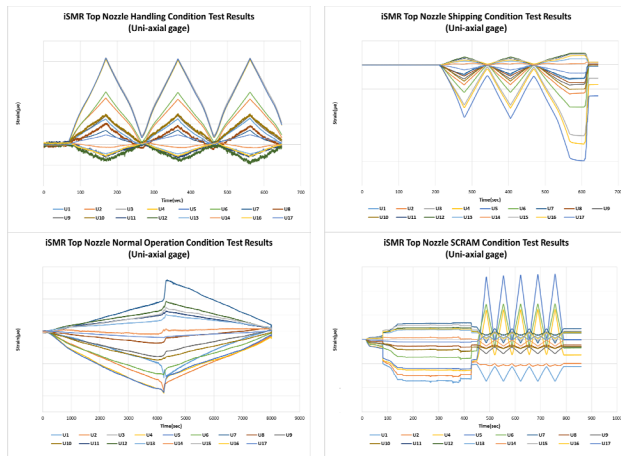 iSMR Top Nozzle Handling Condition Test Results
(Uni-axial gage)
Strain(με)
0 100 200 300 400 500 600 700
Time(sec)
U1 U2 U3 U4 U5 U6 U7 U8
U9 U10 U11 U12 U13 U14 U16 U17
iSMR Top Nozzle Shipping Condition Test Results
(Uni-axial gage)
Strain(με)
0 100 200 300 400 500 600 700 800
Time(sec)
U1 U2 U3 U4 U5 U6 U7 U8 U9
U10 U11 U12 U13 U14 U15 U16 U17
iSMR Top Nozzle Normal Operation Condition Test Results
(Uni-axial gage)
Strain(με)
0 1000 2000 3000 4000 5000 6000 7000 8000 9000
Time(sec)
U1 U2 U3 U4 U5 U6 U7 U8 U9
U10 U11 U12 U13 U14 U15 U16 U17
iSMR Top Nozzle SCRAM Condition Test Results
(Uni-axial gage)
Strain(με)
0 100 200 300 400 500 600 700 800 900 1000
Time(sec)
U1 U2 U3 U4 U5 U6 U7 U8 U9
U10 U11 U12 U13 U14 U15 U16 U17